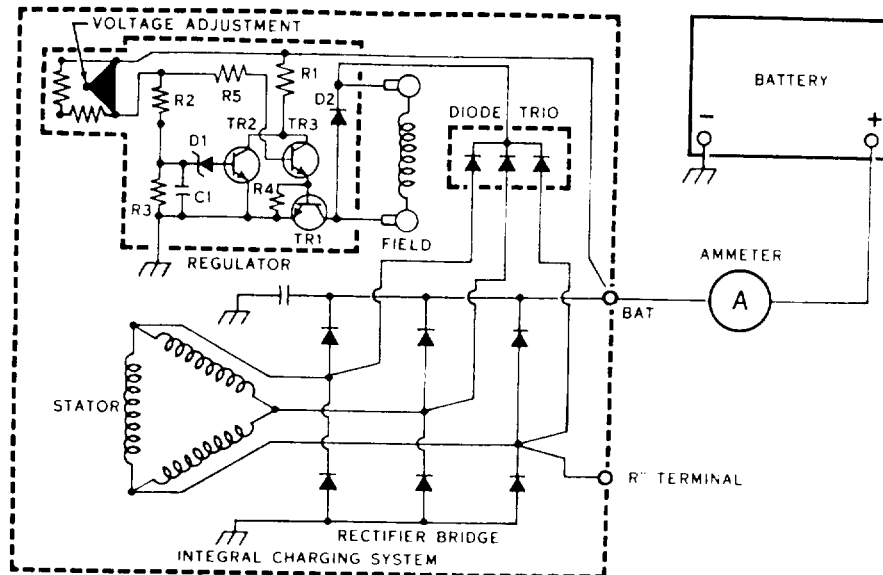 VOLTAGE ADJUSTMENT
R1
R5
R2
D2
BATTERY
DIODE TRIO
TR2
TR3
D1
-
+
R3
C1
R4
TR1
FIELD
REGULATOR
AMMETER
A
BAT
STATOR
R" TERMINAL
RECTIFIER BRIDGE
INTEGRAL CHARGING SYSTEM